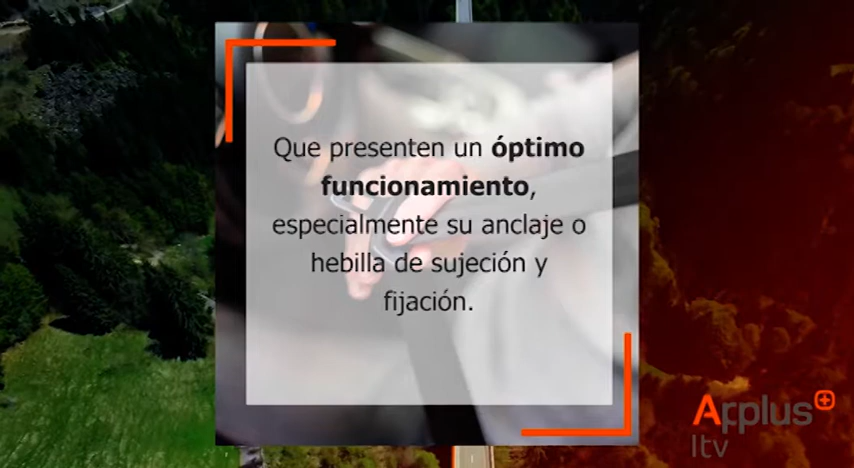 Que presenten un óptimo
funcionamiento,
especialmente su anclaje o
hebilla de sujeción y
fijación.
Applus+
Itv